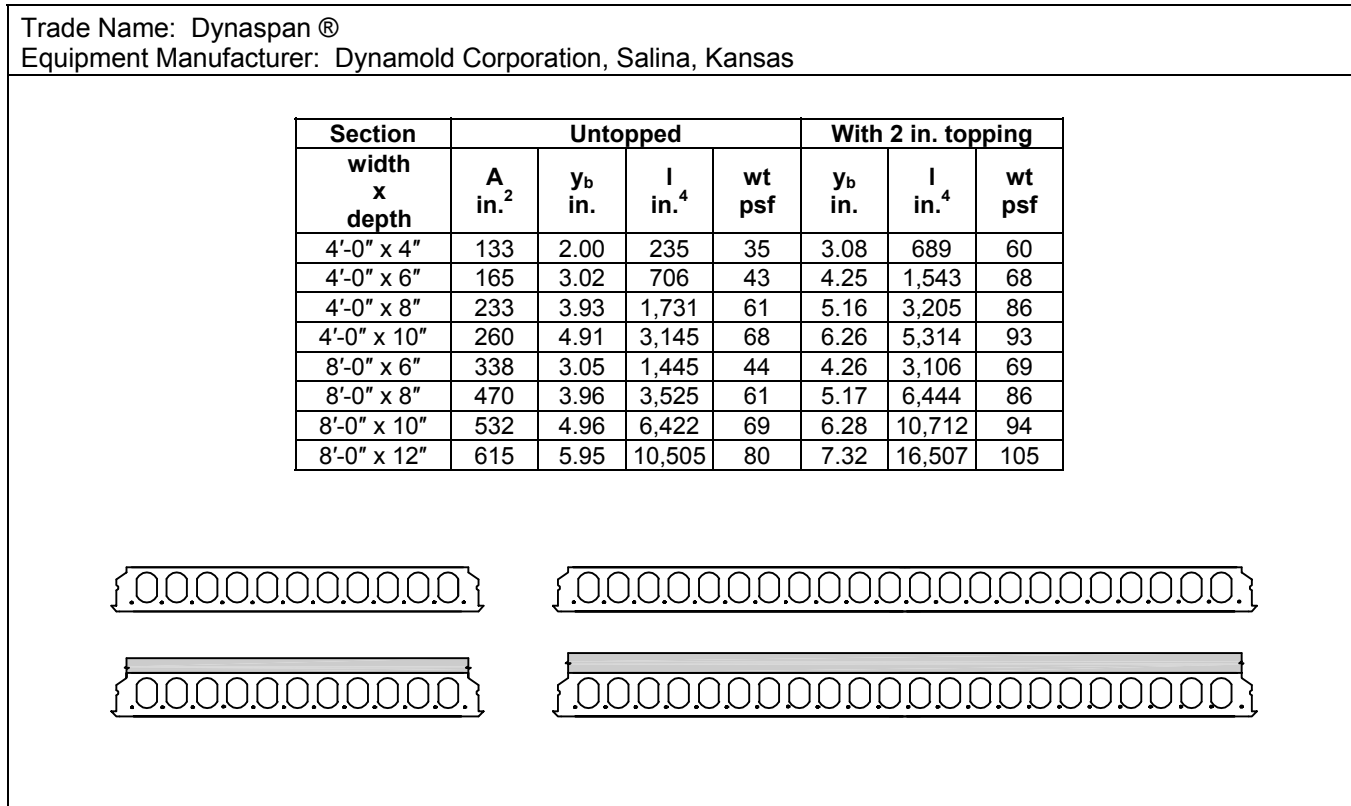 Trade Name: Dynaspan ®
Equipment Manufacturer: Dynamold Corporation, Salina, Kansas
Section Untopped With 2 in. topping
width x depth A in.² y_b in. I in.⁴ wt psf y_b in. I in.⁴ wt psf
4′-0″ x 4″ 133 2.00 235 35 3.08 689 60
4′-0″ x 6″ 165 3.02 706 43 4.25 1,543 68
4′-0″ x 8″ 233 3.93 1,731 61 5.16 3,205 86
4′-0″ x 10″ 260 4.91 3,145 68 6.26 5,314 93
8′-0″ x 6″ 338 3.05 1,445 44 4.26 3,106 69
8′-0″ x 8″ 470 3.96 3,525 61 5.17 6,444 86
8′-0″ x 10″ 532 4.96 6,422 69 6.28 10,712 94
8′-0″ x 12″ 615 5.95 10,505 80 7.32 16,507 105